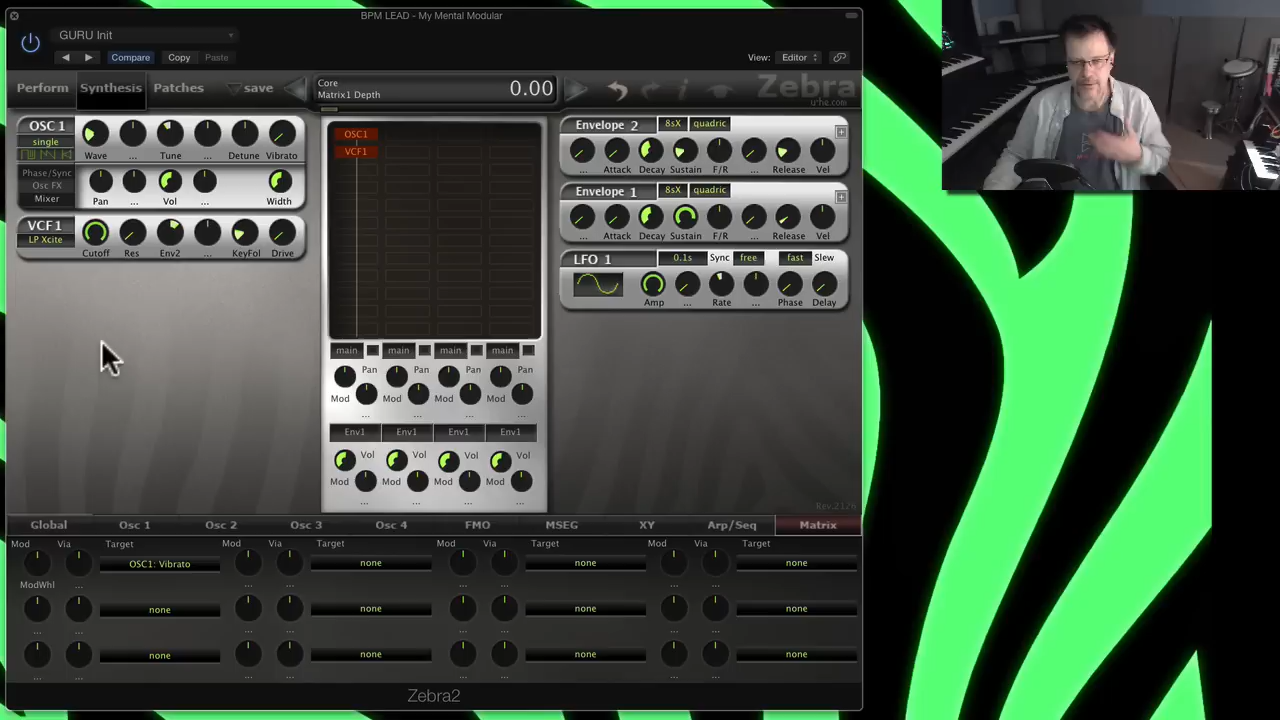 BPM LEAD - My Mental Modular
GURU Init
Compare Copy Paste View: Editor
Perform Synthesis Patches save Core 0.00 Zebra
Matrix1 Depth u-he.com
OSC 1
single
Wave ... Tune ... Detune Vibrato
Phase/Sync
Osc FX
Mixer
Pan ... Vol ... Width
VCF 1
LP Xcite
Cutoff Res Env2 ... KeyFol Drive
OSC1
VCF1
main main main main
Pan Pan Pan Pan
Mod Mod Mod Mod
... ... ... ...
Env1 Env1 Env1 Env1
Vol Vol Vol Vol
Mod Mod Mod Mod
... ... ... ...
Envelope 2 8sX quadric
... Attack Decay Sustain F/R ... Release Vel
Envelope 1 8sX quadric
... Attack Decay Sustain F/R ... Release Vel
LFO 1 0.1s Sync free fast Slew
Amp ... Rate ... Phase Delay
Rev.2126
Global Osc 1 Osc 2 Osc 3 Osc 4 FMO MSEG XY Arp/Seq Matrix
Mod Via Target Mod Via Target Mod Via Target Mod Via Target
OSC1: Vibrato none none none
ModWhl ... ... ... ... ... ... ...
none none none none
... ... ... ... ... ... ... ...
none none none none
... ... ... ... ... ... ... ...
Zebra2